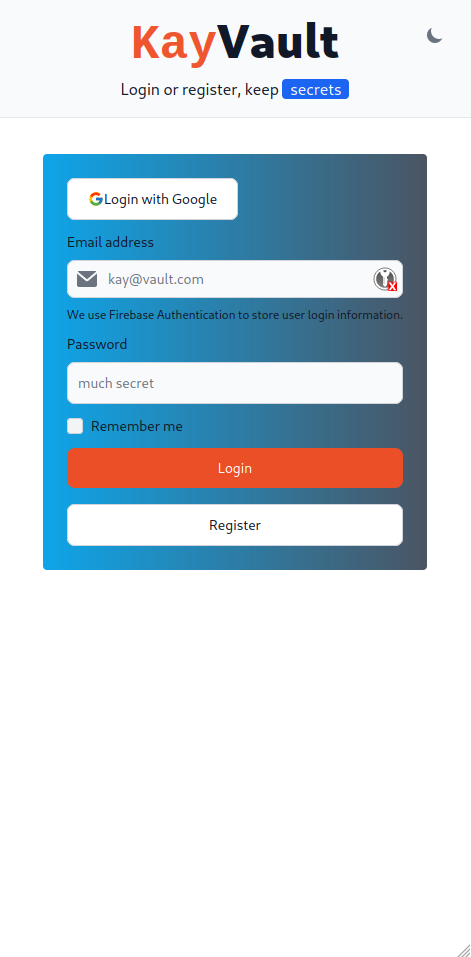 KayVault
Login or register, keep secrets
Login with Google
Email address
kay@vault.com
We use Firebase Authentication to store user login information.
Password
much secret
Remember me
Login
Register